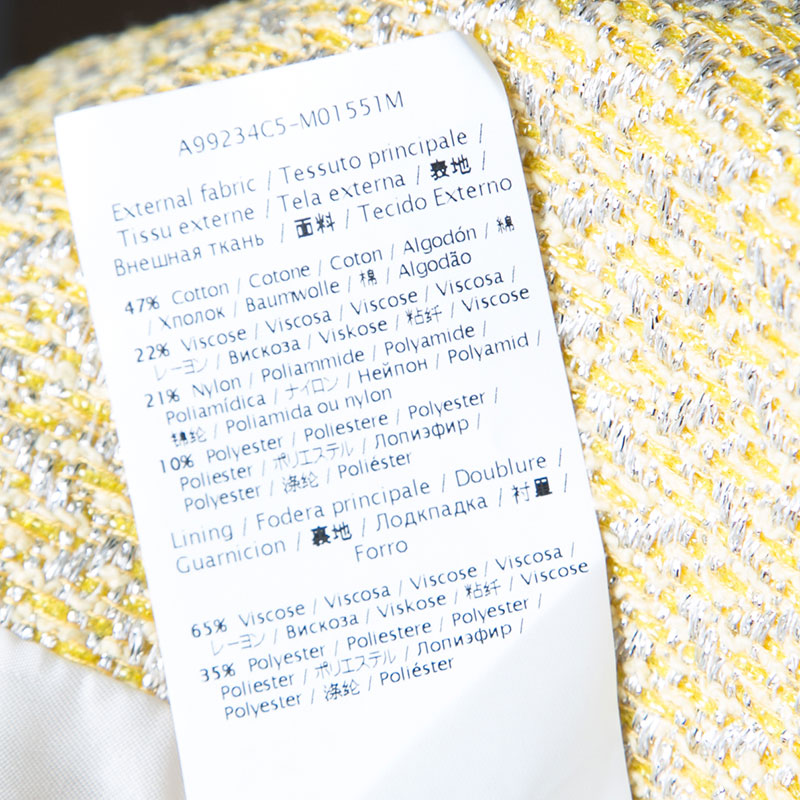 A99234C5-M01551M
External fabric / Tessuto principale /
Tissu externe / Tela externa / 表地 /
Внешная ткань / 面料 / Tecido Externo
47% Cotton / Cotone / Coton / Algodón / 綿
/ Хполок / Baumwolle / 棉 / Algodão
22% Viscose / Viscosa / Viscose / Viscosa /
レーヨン / Вискоза / Viskose / 粘纤 / Viscose
21% Nylon / Poliammide / Polyamide /
Poliamídica / ナイロン / Нейпон / Polyamid /
锦纶 / Poliamida ou nylon
10% Polyester / Poliestere / Polyester /
Poliester / ポリエステル / Лопиэфир /
Polyester / 涤纶 / Poliéster
Lining / Fodera principale / Doublure /
Guarnicion / 裏地 / Лодкпадка / 衬里 /
Forro
65% Viscose / Viscosa / Viscose / Viscosa /
レーヨン / Вискоза / Viskose / 粘纤 / Viscose
35% Polyester / Poliestere / Polyester /
Poliester / ポリエステル / Лопиэфир /
Polyester / 涤纶 / Poliéster